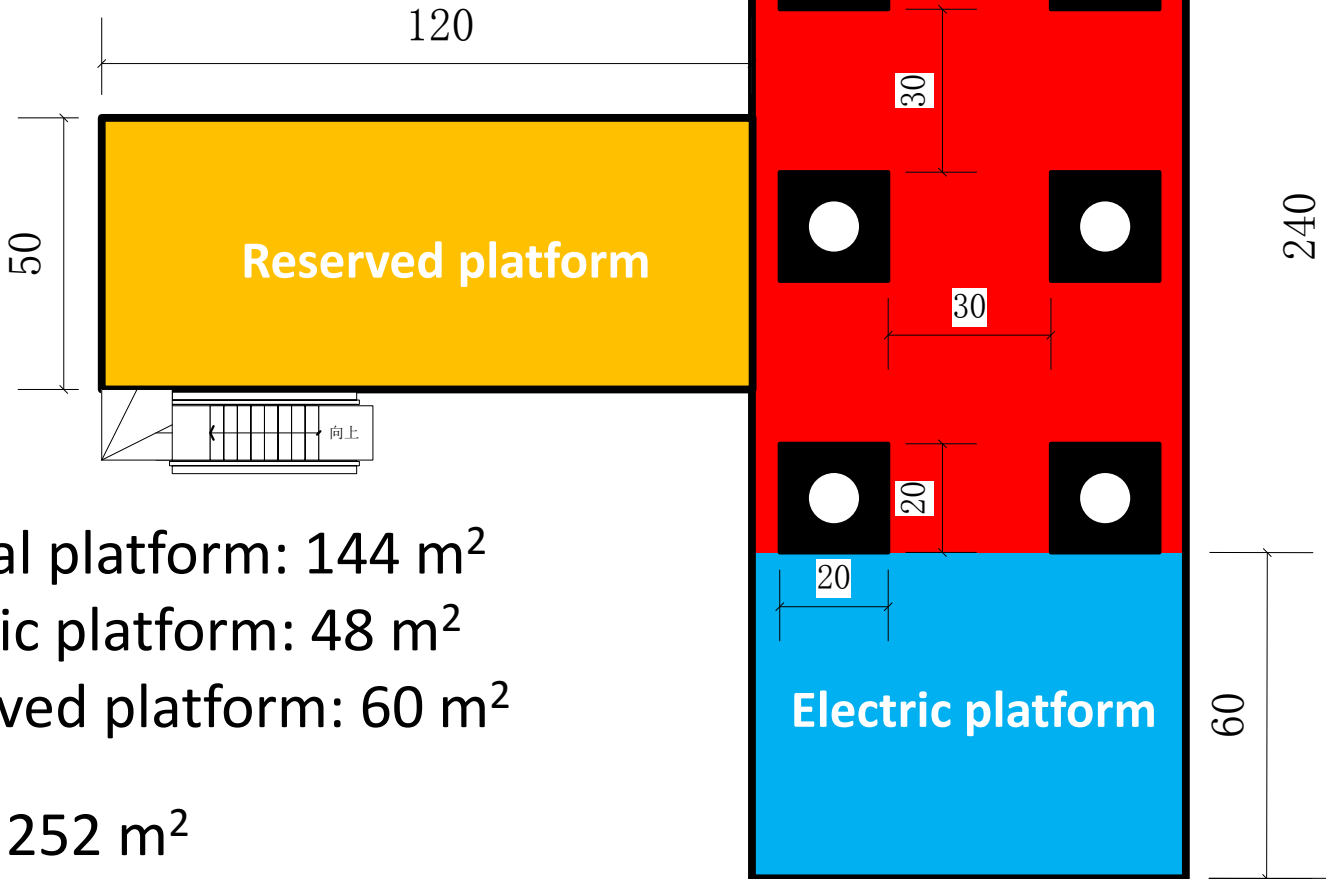 120
30
50
Reserved platform
240
30
向上
20
al platform: 144 m²
20
ic platform: 48 m²
ved platform: 60 m²
Electric platform
60
252 m²